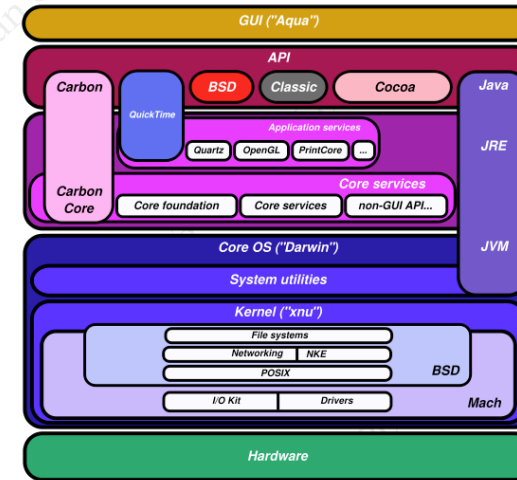 GUI ("Aqua")
API
Carbon
QuickTime
BSD
Classic
Cocoa
Java
Application services
Quartz
OpenGL
PrintCore
...
JRE
Core services
Carbon
Core
Core foundation
Core services
non-GUI API...
Core OS ("Darwin")
JVM
System utilities
Kernel ("xnu")
File systems
Networking
NKE
POSIX
BSD
I/O Kit
Drivers
Mach
Hardware